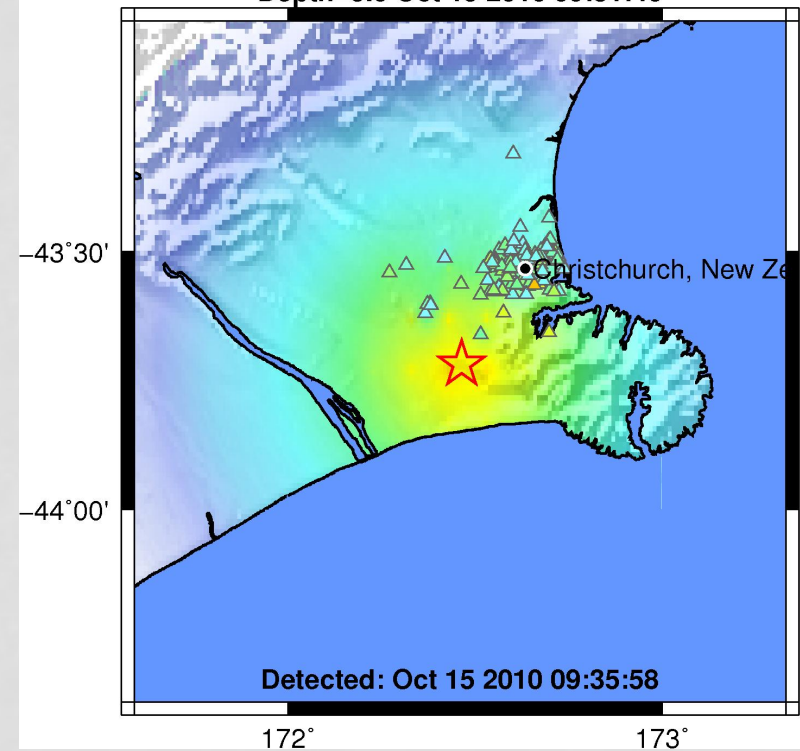 −43˚30'
Christchurch, New Ze
−44˚00'
Detected: Oct 15 2010 09:35:58
172˚
173˚